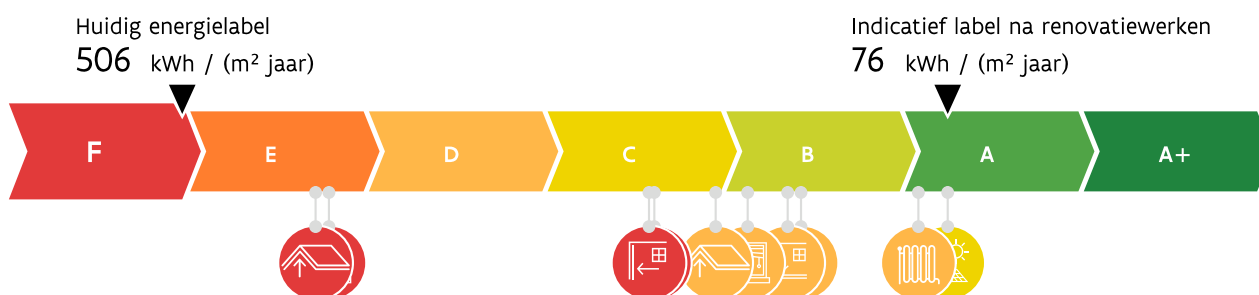 Huidig energielabel
506 kWh / (m² jaar)
Indicatief label na renovatiewerken
76 kWh / (m² jaar)
F E D C B A A+